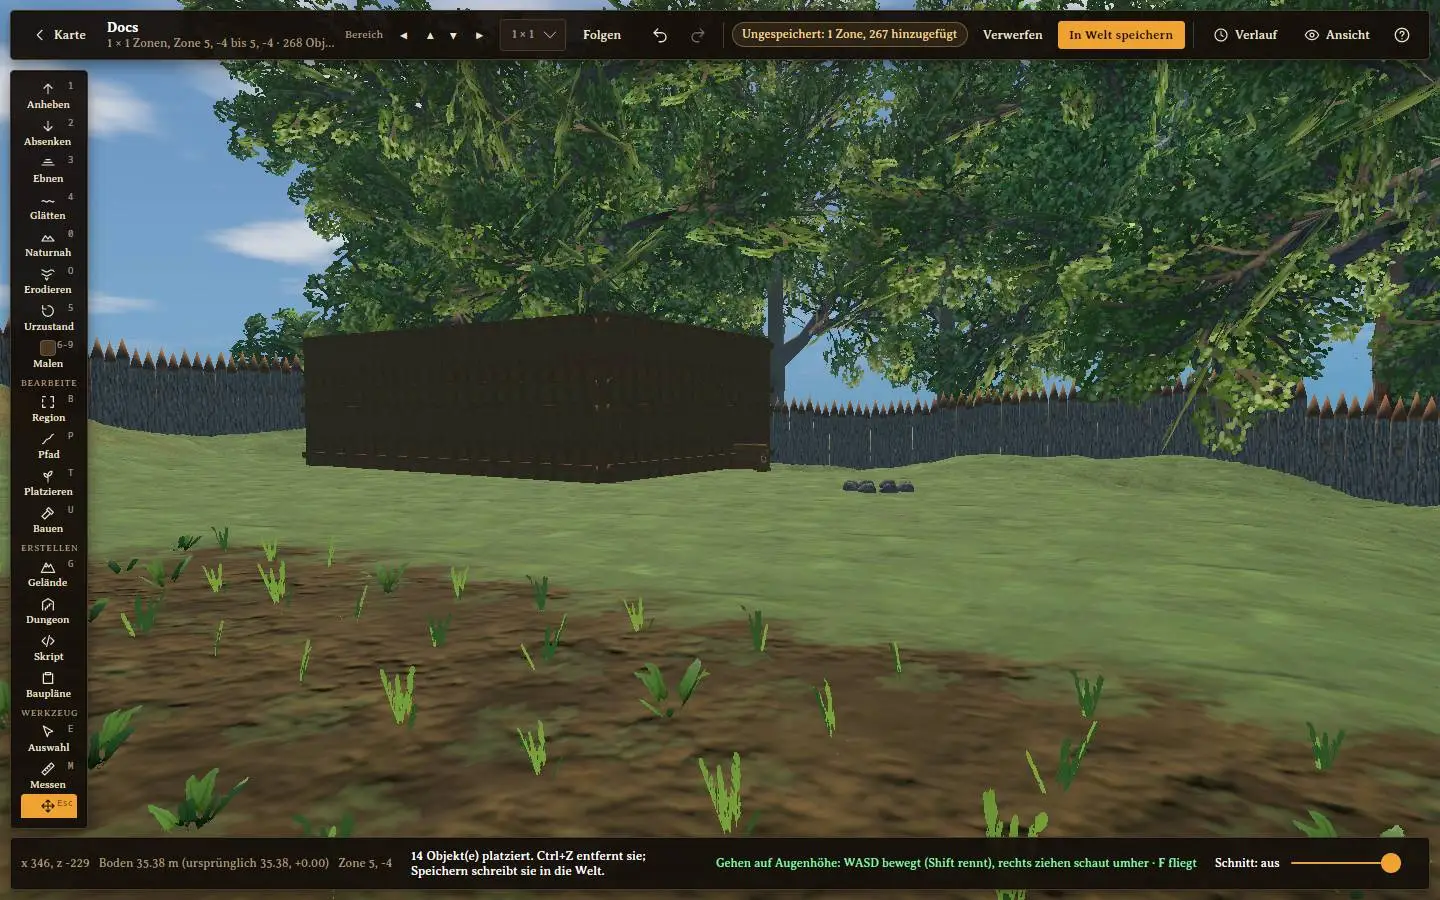 Karte
Docs
1 × 1 Zonen, Zone 5, -4 bis 5, -4 · 268 Obj...
Bereich
1 × 1
Folgen
Ungespeichert: 1 Zone, 267 hinzugefügt
Verwerfen
In Welt speichern
Verlauf
Ansicht
1
Anheben
2
Absenken
3
Ebnen
4
Glätten
0
Naturnah
O
Erodieren
5
Urzustand
6-9
Malen
BEARBEITE
B
Region
P
Pfad
T
Platzieren
U
Bauen
ERSTELLEN
G
Gelände
Dungeon
Skript
Baupläne
WERKZEUG
E
Auswahl
M
Messen
Esc
x 346, z -229 Boden 35.38 m (ursprünglich 35.38, +0.00) Zone 5, -4
14 Objekt(e) platziert. Ctrl+Z entfernt sie;
Speichern schreibt sie in die Welt.
Gehen auf Augenhöhe: WASD bewegt (Shift rennt), rechts ziehen schaut umher · F fliegt
Schnitt: aus